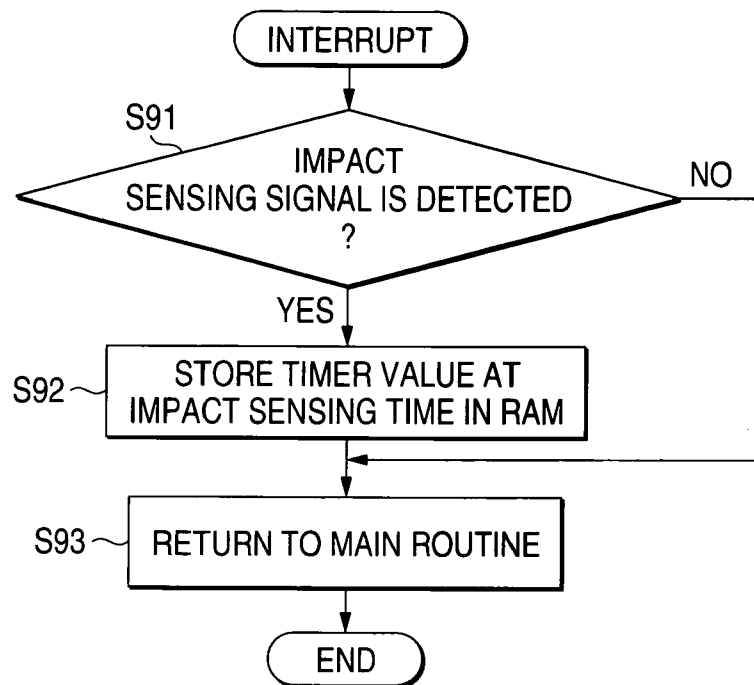 INTERRUPT
S91
IMPACT
SENSING SIGNAL IS DETECTED
?
NO
YES
S92
STORE TIMER VALUE AT
IMPACT SENSING TIME IN RAM
S93
RETURN TO MAIN ROUTINE
END